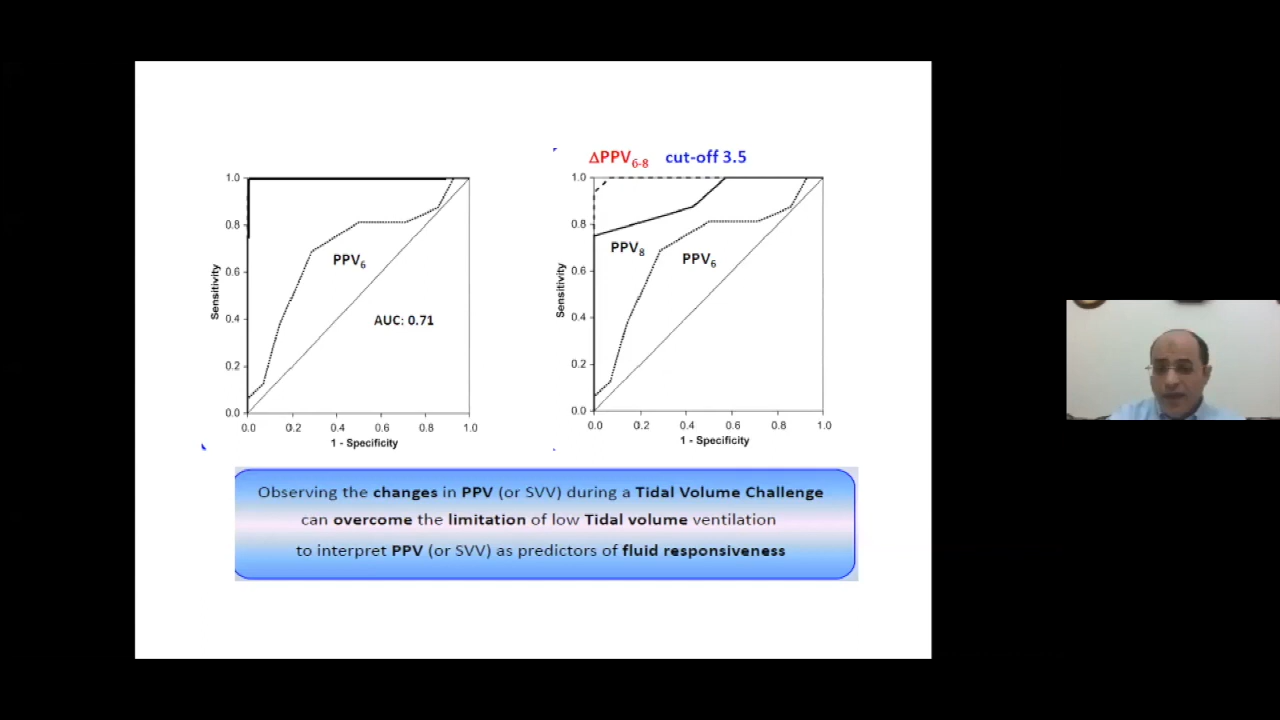 1.0
0.8
0.6
0.4
0.2
0.0
Sensitivity
PPV6
AUC: 0.71
0.0 0.2 0.4 0.6 0.8 1.0
1 - Specificity
ΔPPV6-8 cut-off 3.5
1.0
0.8
0.6
0.4
0.2
0.0
Sensitivity
PPV8
PPV6
0.0 0.2 0.4 0.6 0.8 1.0
1 - Specificity
Observing the changes in PPV (or SVV) during a Tidal Volume Challenge
can overcome the limitation of low Tidal volume ventilation
to interpret PPV (or SVV) as predictors of fluid responsiveness